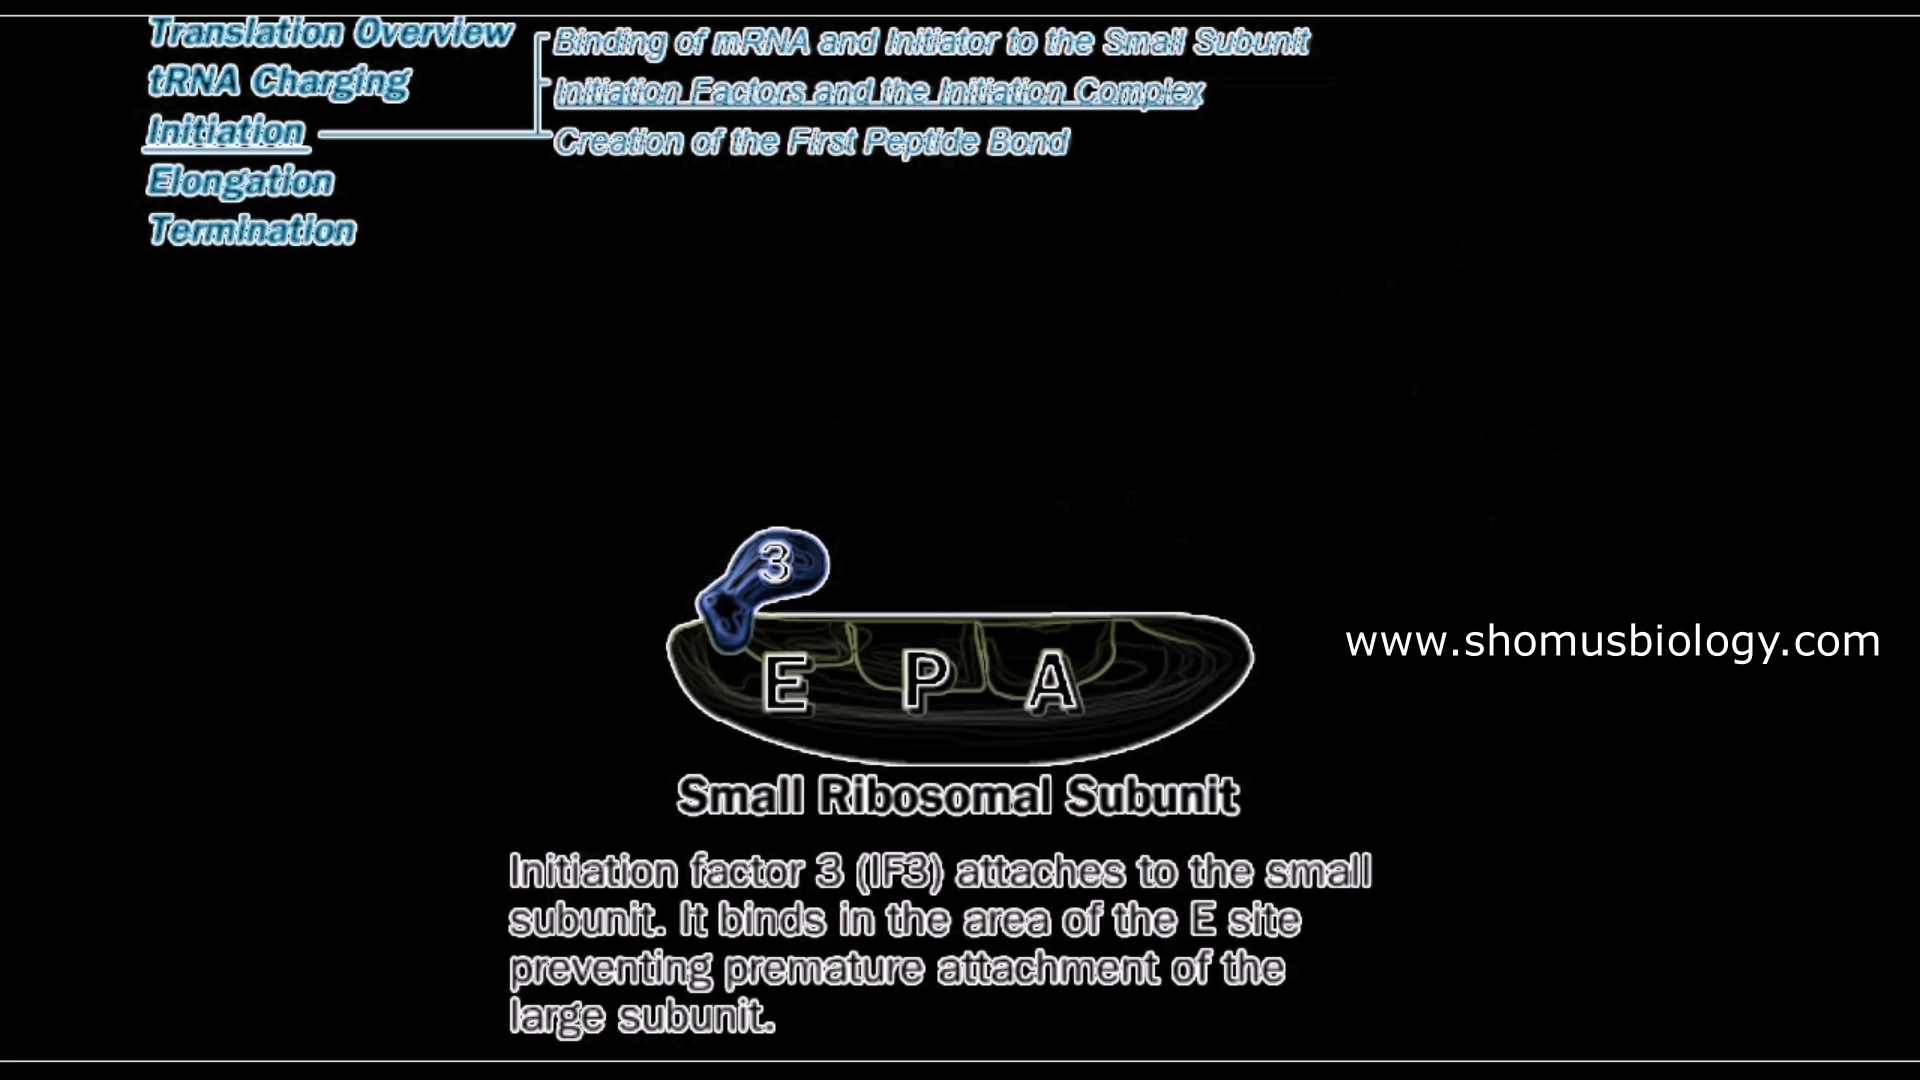 Translation Overview
tRNA Charging
Initiation
Elongation
Termination
Binding of mRNA and Initiator to the Small Subunit
Initiation Factors and the Initiation Complex
Creation of the First Peptide Bond
3
E P A
www.shomusbiology.com
Small Ribosomal Subunit
Initiation factor 3 (IF3) attaches to the small
subunit. It binds in the area of the E site
preventing premature attachment of the
large subunit.